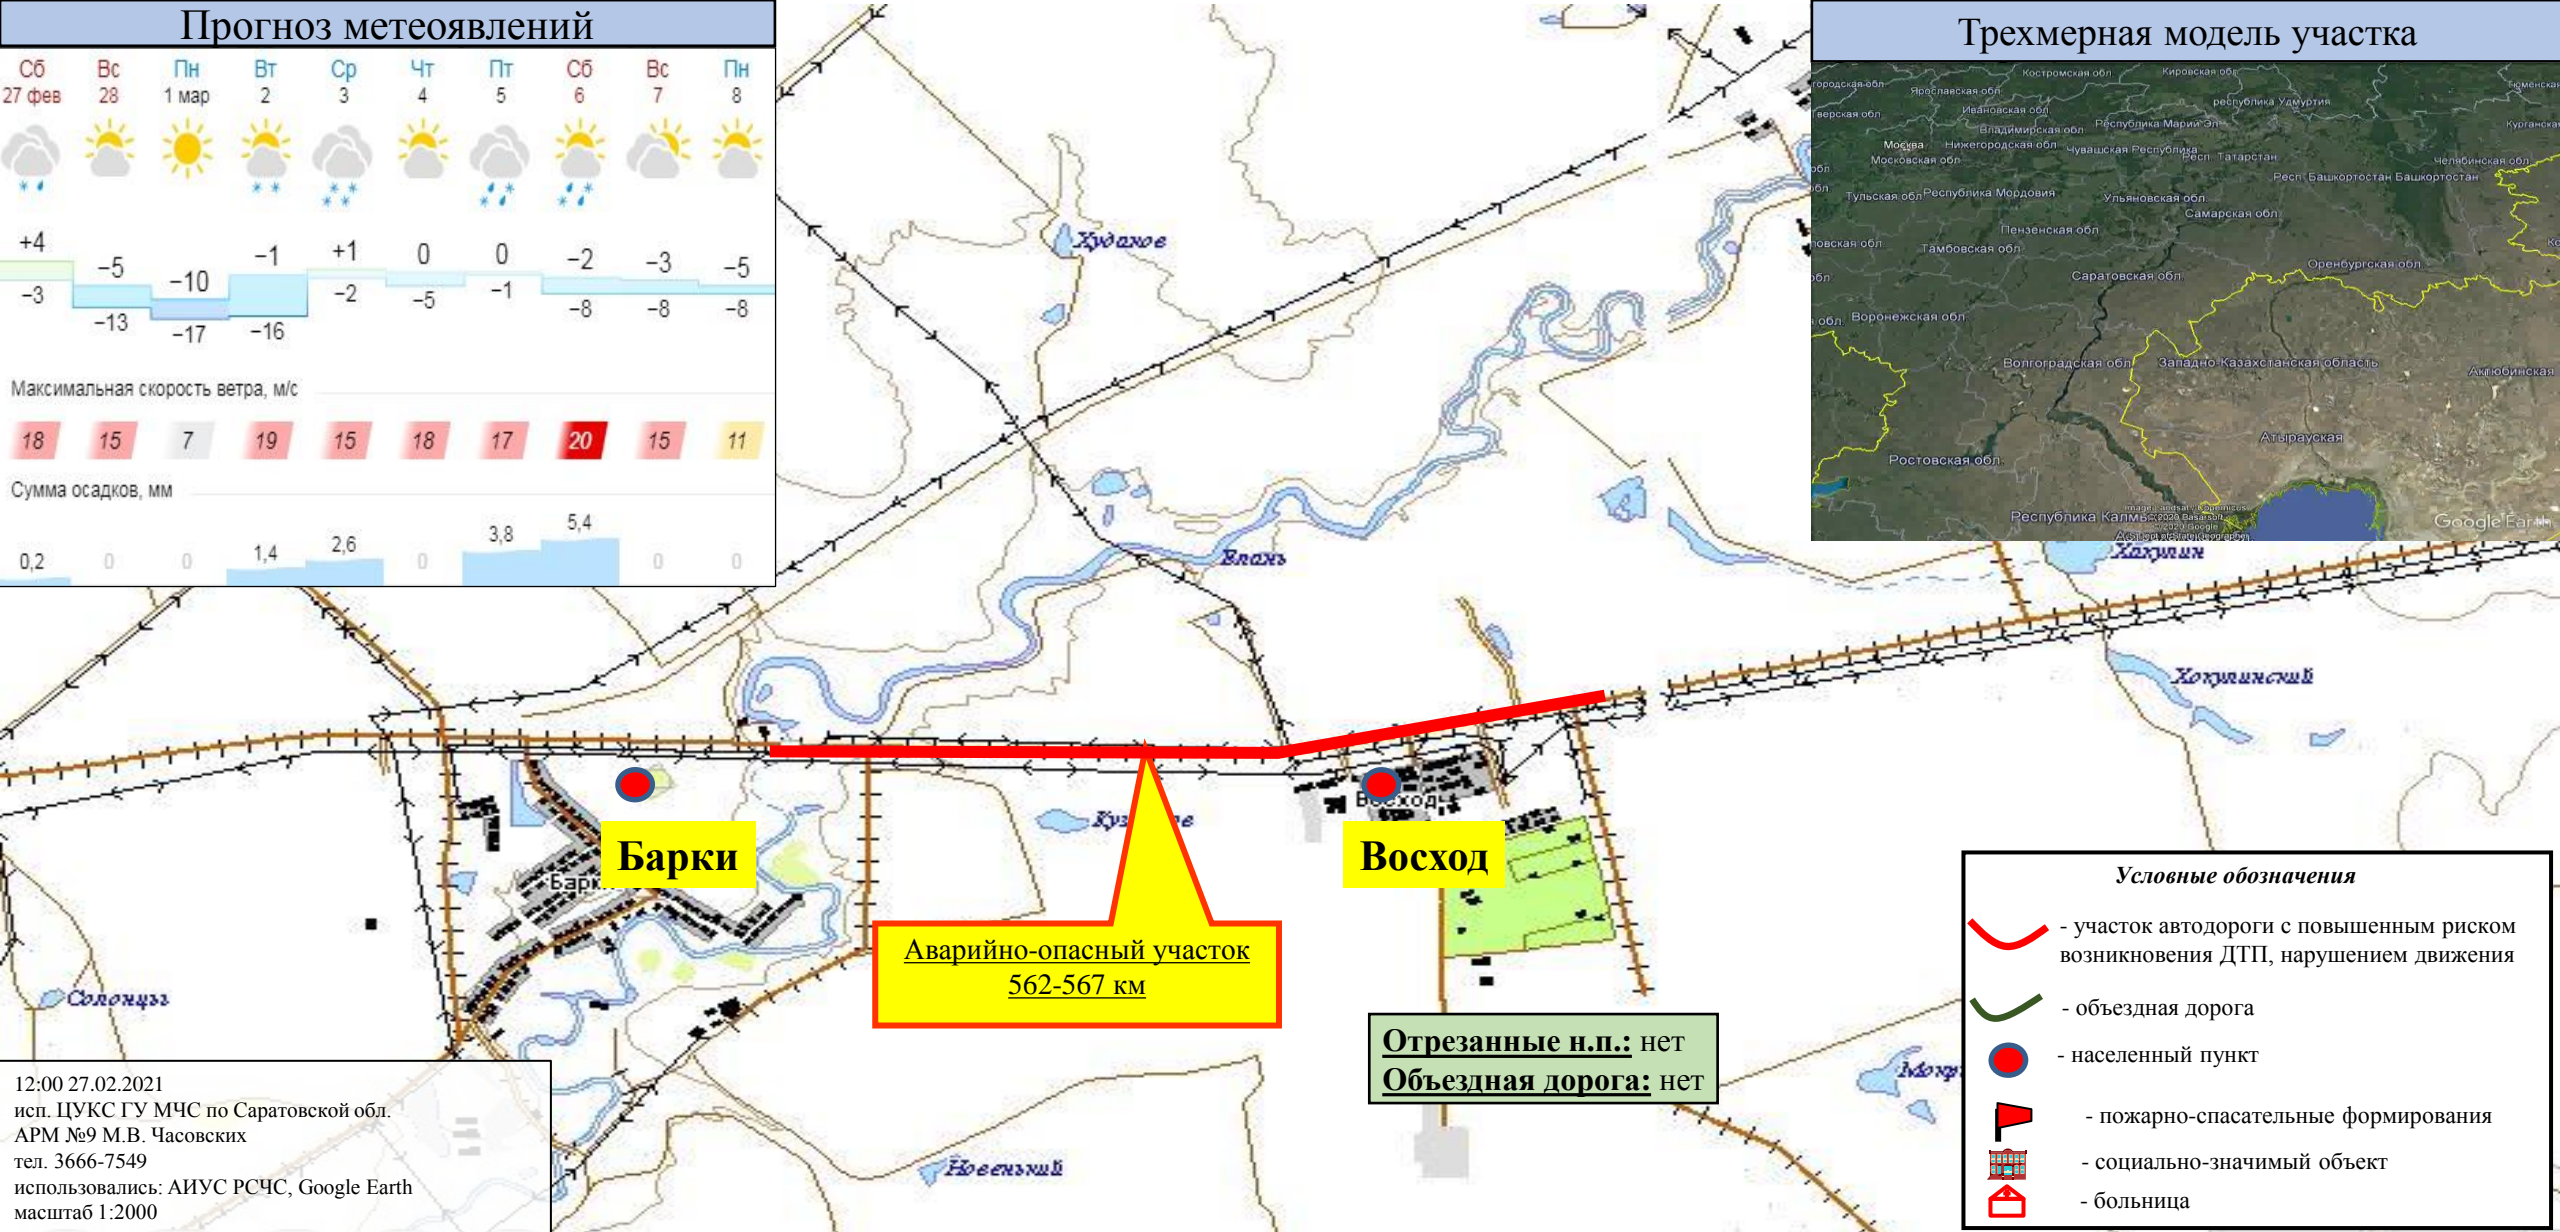 Прогноз метеоявлений
Сб Вс Пн Вт Ср Чт Пт Сб Вс Пн
27 фев 28 1 мар 2 3 4 5 6 7 8
+4 −5 −10 −1 +1 0 0 −2 −3 −5
−3 −13 −17 −16 −2 −5 −1 −8 −8 −8
Максимальная скорость ветра, м/с
18 15 7 19 15 18 17 20 15 11
Сумма осадков, мм
0,2 0 0 1,4 2,6 0 3,8 5,4 0 0
Трехмерная модель участка
Костромская обл
Кировская обл
Ярославская обл
республика Удмуртия
Ивановская обл
Владимирская обл
Республика Марий Эл
Москва
Нижегородская обл
Чувашская Республика
Московская обл
Респ. Татарстан
Челябинская обл
Респ. Башкортостан Башкортостан
Тульская обл
Республика Мордовия
Ульяновская обл
Самарская обл
Пензенская обл
Тамбовская обл
Оренбургская обл
Саратовская обл
Воронежская обл
Волгоградская обл
Западно-Казахстанская область
Актюбинская
Атырауская
Ростовская обл
Google Earth
Худакое
Елань
Хакулин
Хокулинский
Барки
Восход
Восход
Аварийно-опасный участок
562-567 км
Солонцы
Новенький
Отрезанные н.п.: нет
Объездная дорога: нет
12:00 27.02.2021
исп. ЦУКС ГУ МЧС по Саратовской обл.
АРМ №9 М.В. Часовских
тел. 3666-7549
использовались: АИУС РСЧС, Google Earth
масштаб 1:2000
Условные обозначения
- участок автодороги с повышенным риском
возникновения ДТП, нарушением движения
- объездная дорога
- населенный пункт
- пожарно-спасательные формирования
- социально-значимый объект
- больница